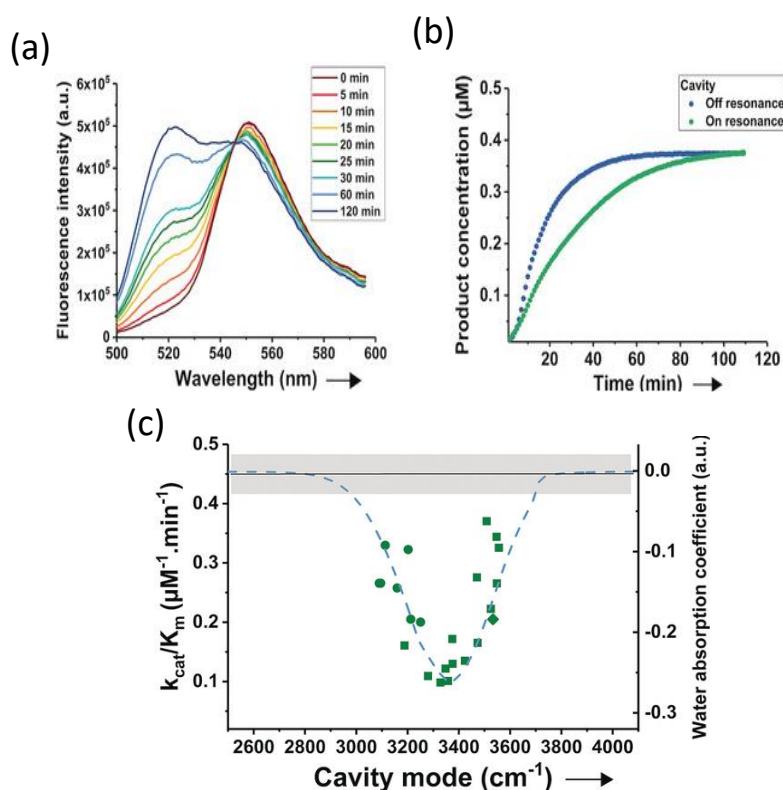 (a)
Fluorescence intensity (a.u.)
6x10⁵
5x10⁵
4x10⁵
3x10⁵
2x10⁵
1x10⁵
0
500
520
540
560
580
600
Wavelength (nm)
0 min
5 min
10 min
15 min
20 min
25 min
30 min
60 min
120 min
(b)
Product concentration (µM)
0.5
0.4
0.3
0.2
0.1
20
40
60
80
100
120
Time (min)
Cavity
Off resonance
On resonance
(c)
k_cat/K_m (µM⁻¹.min⁻¹)
0.5
0.4
0.3
0.2
0.1
2600
2800
3000
3200
3400
3600
3800
4000
Cavity mode (cm⁻¹)
0.0
-0.1
-0.2
-0.3
Water absorption coefficient (a.u.)